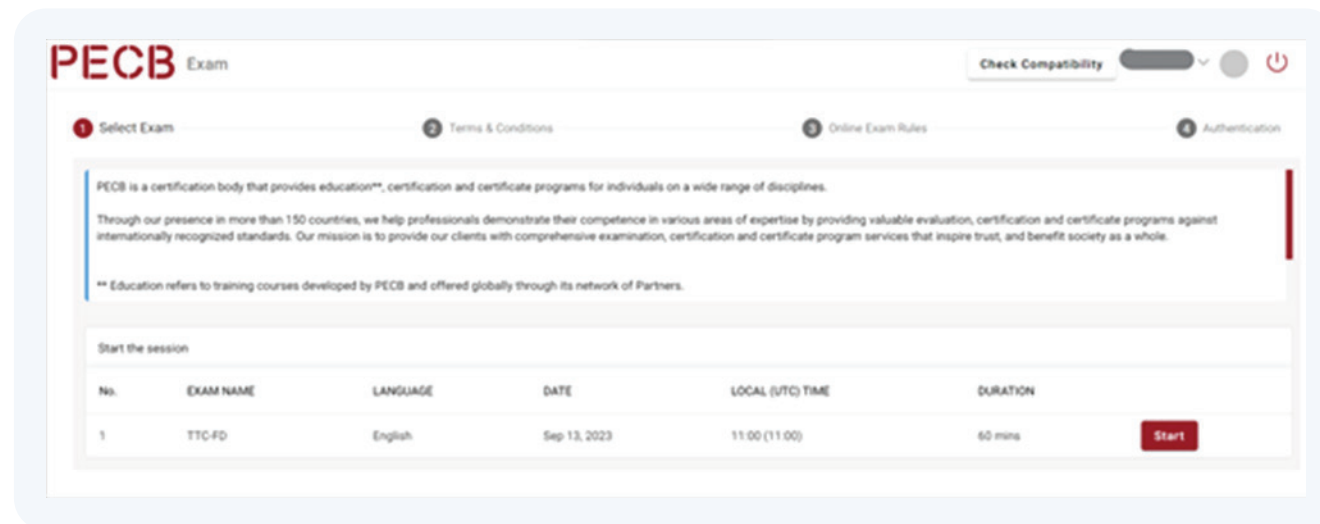 PECB Exam
Check Compatibility
1 Select Exam
2 Terms & Conditions
3 Online Exam Rules
4 Authentication
PECB is a certification body that provides education**, certification and certificate programs for individuals on a wide range of disciplines.
Through our presence in more than 150 countries, we help professionals demonstrate their competence in various areas of expertise by providing valuable evaluation, certification and certificate programs against
internationally recognized standards. Our mission is to provide our clients with comprehensive examination, certification and certificate program services that inspire trust, and benefit society as a whole.
** Education refers to training courses developed by PECB and offered globally through its network of Partners.
Start the session
No. EXAM NAME LANGUAGE DATE LOCAL (UTC) TIME DURATION
1 TTC-FD English Sep 13, 2023 11:00 (11:00) 60 mins Start